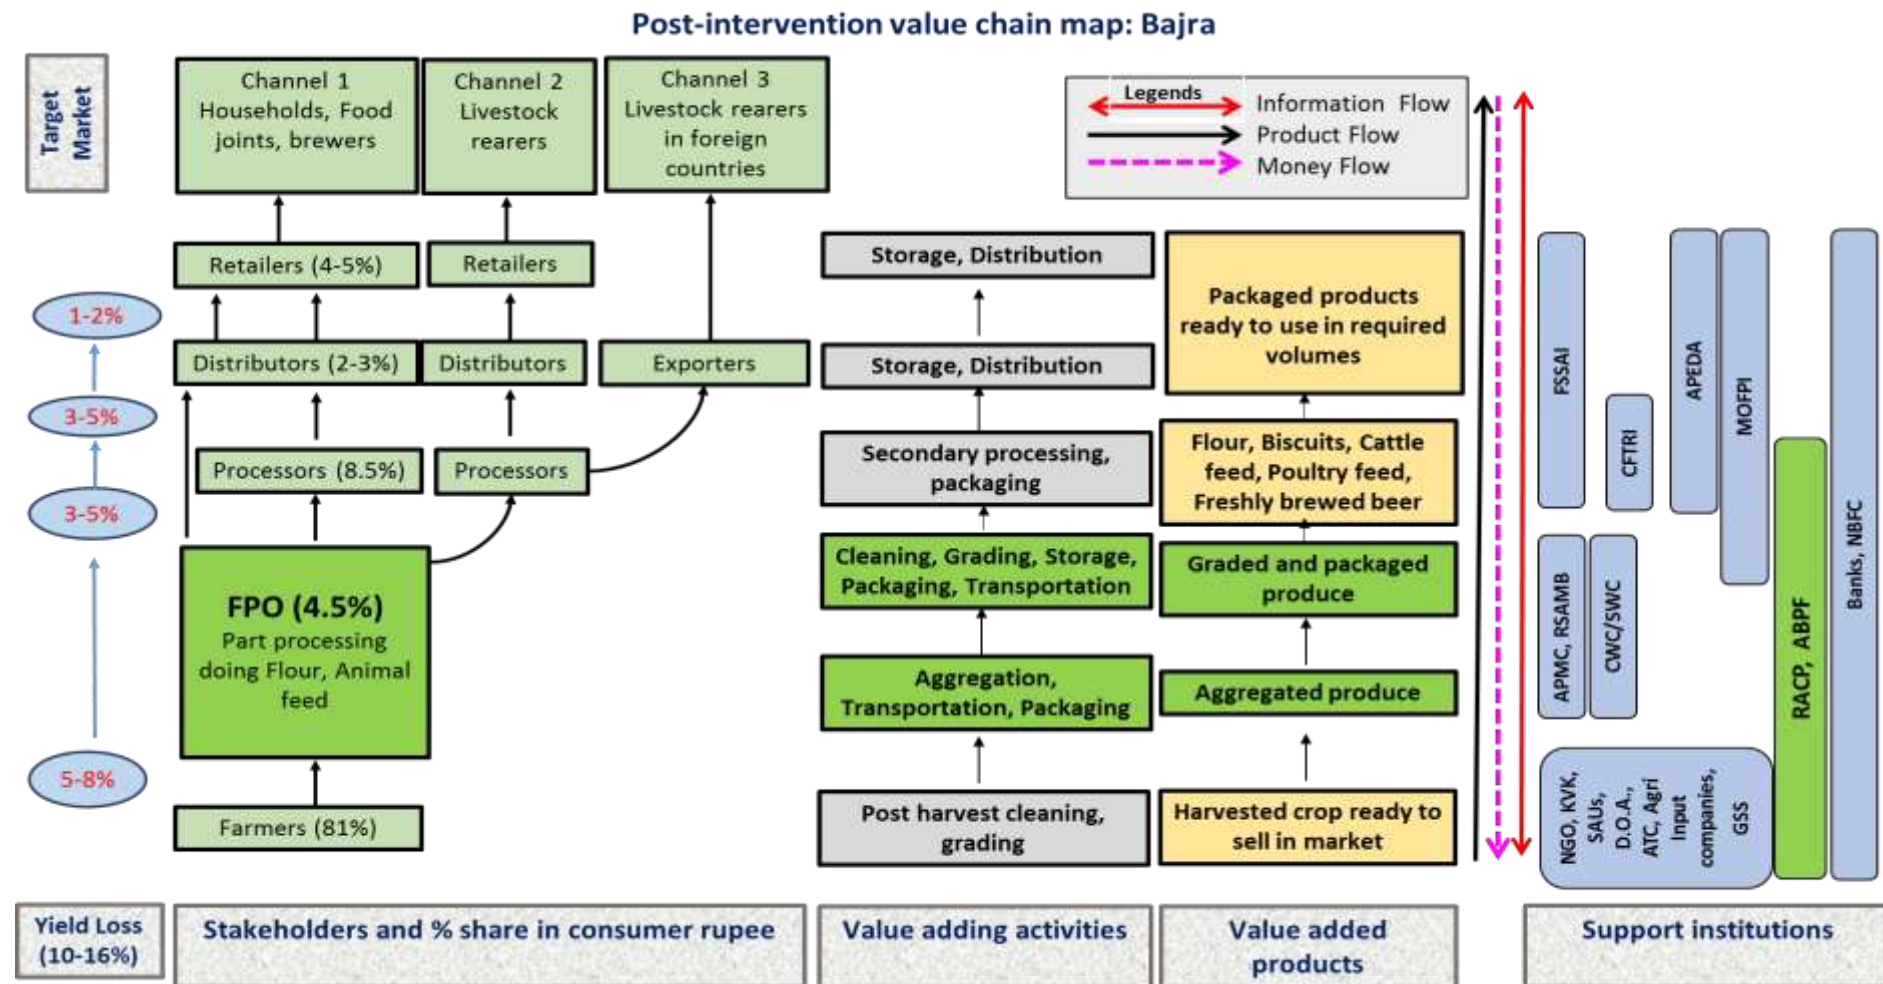 Post-intervention value chain map: Bajra
Target
Market
Channel 1
Households, Food
joints, brewers
Channel 2
Livestock
rearers
Channel 3
Livestock rearers
in foreign
countries
Legends
Information Flow
Product Flow
Money Flow
Retailers (4-5%)
Retailers
Distributors (2-3%)
Distributors
Exporters
Processors (8.5%)
Processors
FPO (4.5%)
Part processing
doing Flour, Animal
feed
Farmers (81%)
1-2%
3-5%
3-5%
5-8%
Storage, Distribution
Storage, Distribution
Secondary processing,
packaging
Cleaning, Grading, Storage,
Packaging, Transportation
Aggregation,
Transportation, Packaging
Post harvest cleaning,
grading
Packaged products
ready to use in required
volumes
Flour, Biscuits, Cattle
feed, Poultry feed,
Freshly brewed beer
Graded and packaged
produce
Aggregated produce
Harvested crop ready to
sell in market
FSSAI
CFTRI
APEDA
MOFPI
APMC, RSAMB
CWC/SWC
RACP, ABPF
Banks, NBFC
NGO, KVK,
SAUs,
D.O.A.,
ATC, Agri
Input
companies,
GSS
Yield Loss
(10-16%)
Stakeholders and % share in consumer rupee
Value adding activities
Value added
products
Support institutions